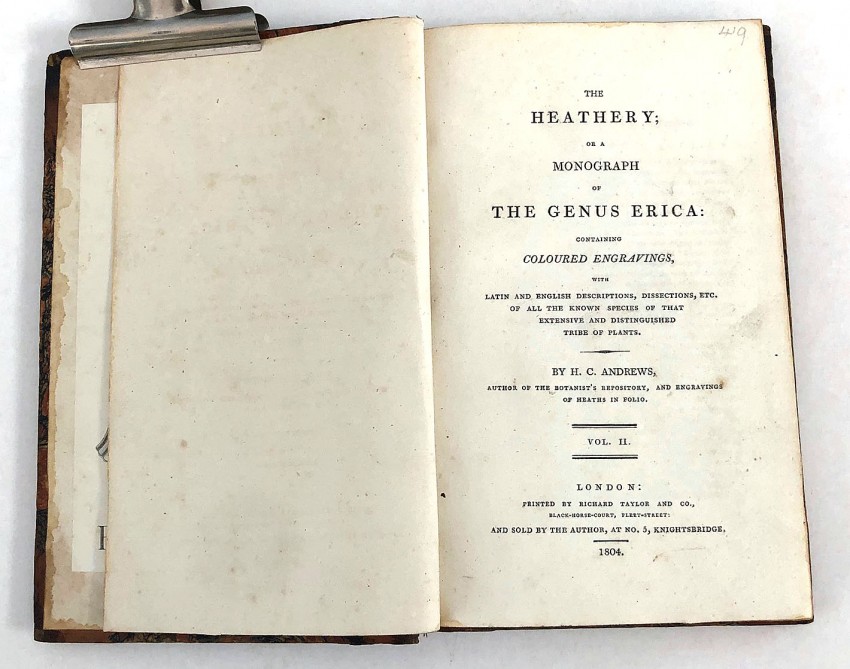 449
THE
HEATHERY;
OR A
MONOGRAPH
OF
THE GENUS ERICA:
CONTAINING
COLOURED ENGRAVINGS,
WITH
LATIN AND ENGLISH DESCRIPTIONS, DISSECTIONS, ETC.
OF ALL THE KNOWN SPECIES OF THAT
EXTENSIVE AND DISTINGUISHED
TRIBE OF PLANTS.
BY H. C. ANDREWS,
AUTHOR OF THE BOTANIST'S REPOSITORY, AND ENGRAVINGS
OF HEATHS IN FOLIO.
VOL. II.
LONDON:
PRINTED BY RICHARD TAYLOR AND CO.,
BLACK-HORSE-COURT, FLEET-STREET:
AND SOLD BY THE AUTHOR, AT NO. 5, KNIGHTSBRIDGE.
1804.